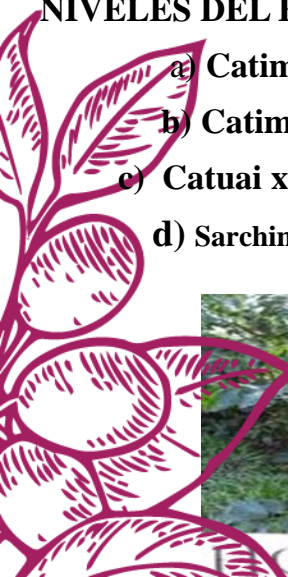 NIVELES DEL
a) Catim
b) Catim
c) Catuai x
d) Sarchin